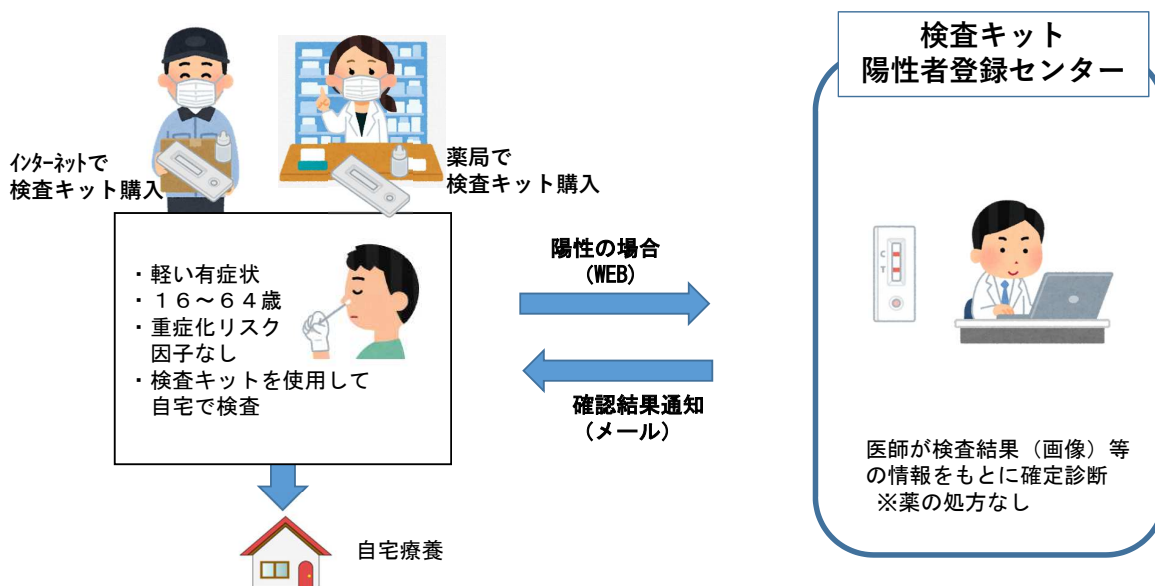 検査キット
陽性者登録センター
インターネットで
検査キット購入
薬局で
検査キット購入
・軽い有症状
・１６～６４歳
・重症化リスク
因子なし
・検査キットを使用して
自宅で検査
陽性の場合
(WEB)
確認結果通知
（メール）
C
T
医師が検査結果（画像）等
の情報をもとに確定診断
※薬の処方なし
自宅療養